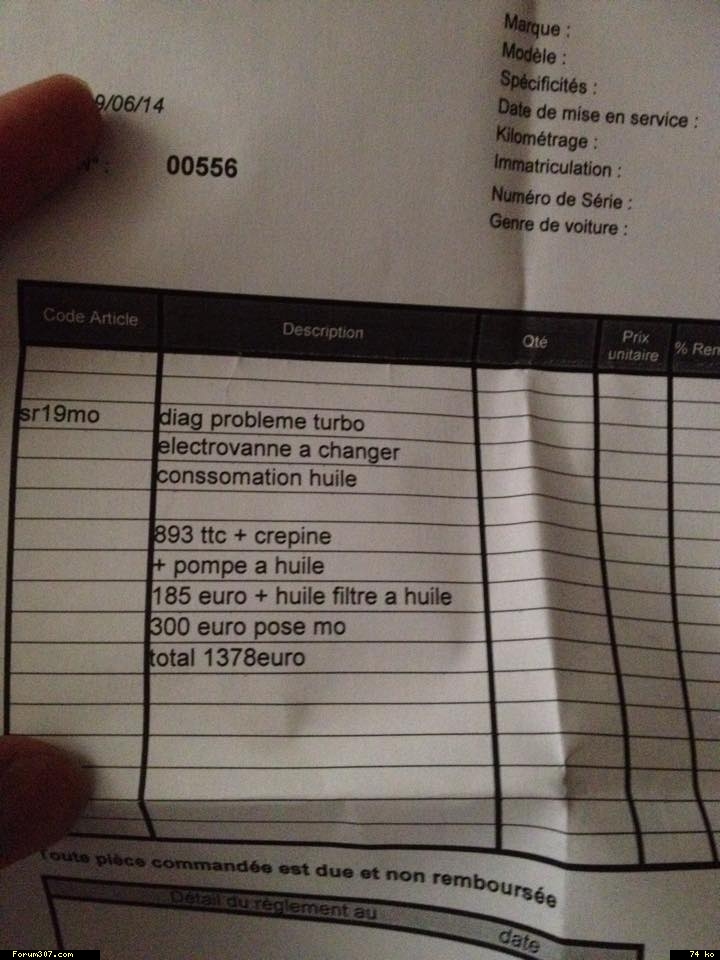 Marque :
Modèle :
Spécificités :
Date de mise en service :
Kilométrage :
Immatriculation :
Numéro de Série :
Genre de voiture :
9/06/14
N° : 00556
Code Article Description Qté Prix unitaire % Rem
sr19mo diag probleme turbo
electrovanne a changer
conssomation huile
893 ttc + crepine
+ pompe a huile
185 euro + huile filtre a huile
300 euro pose mo
total 1378euro
Toute pièce commandée est due et non remboursée
Détail du règlement au
date
Forum307.com
74 ko